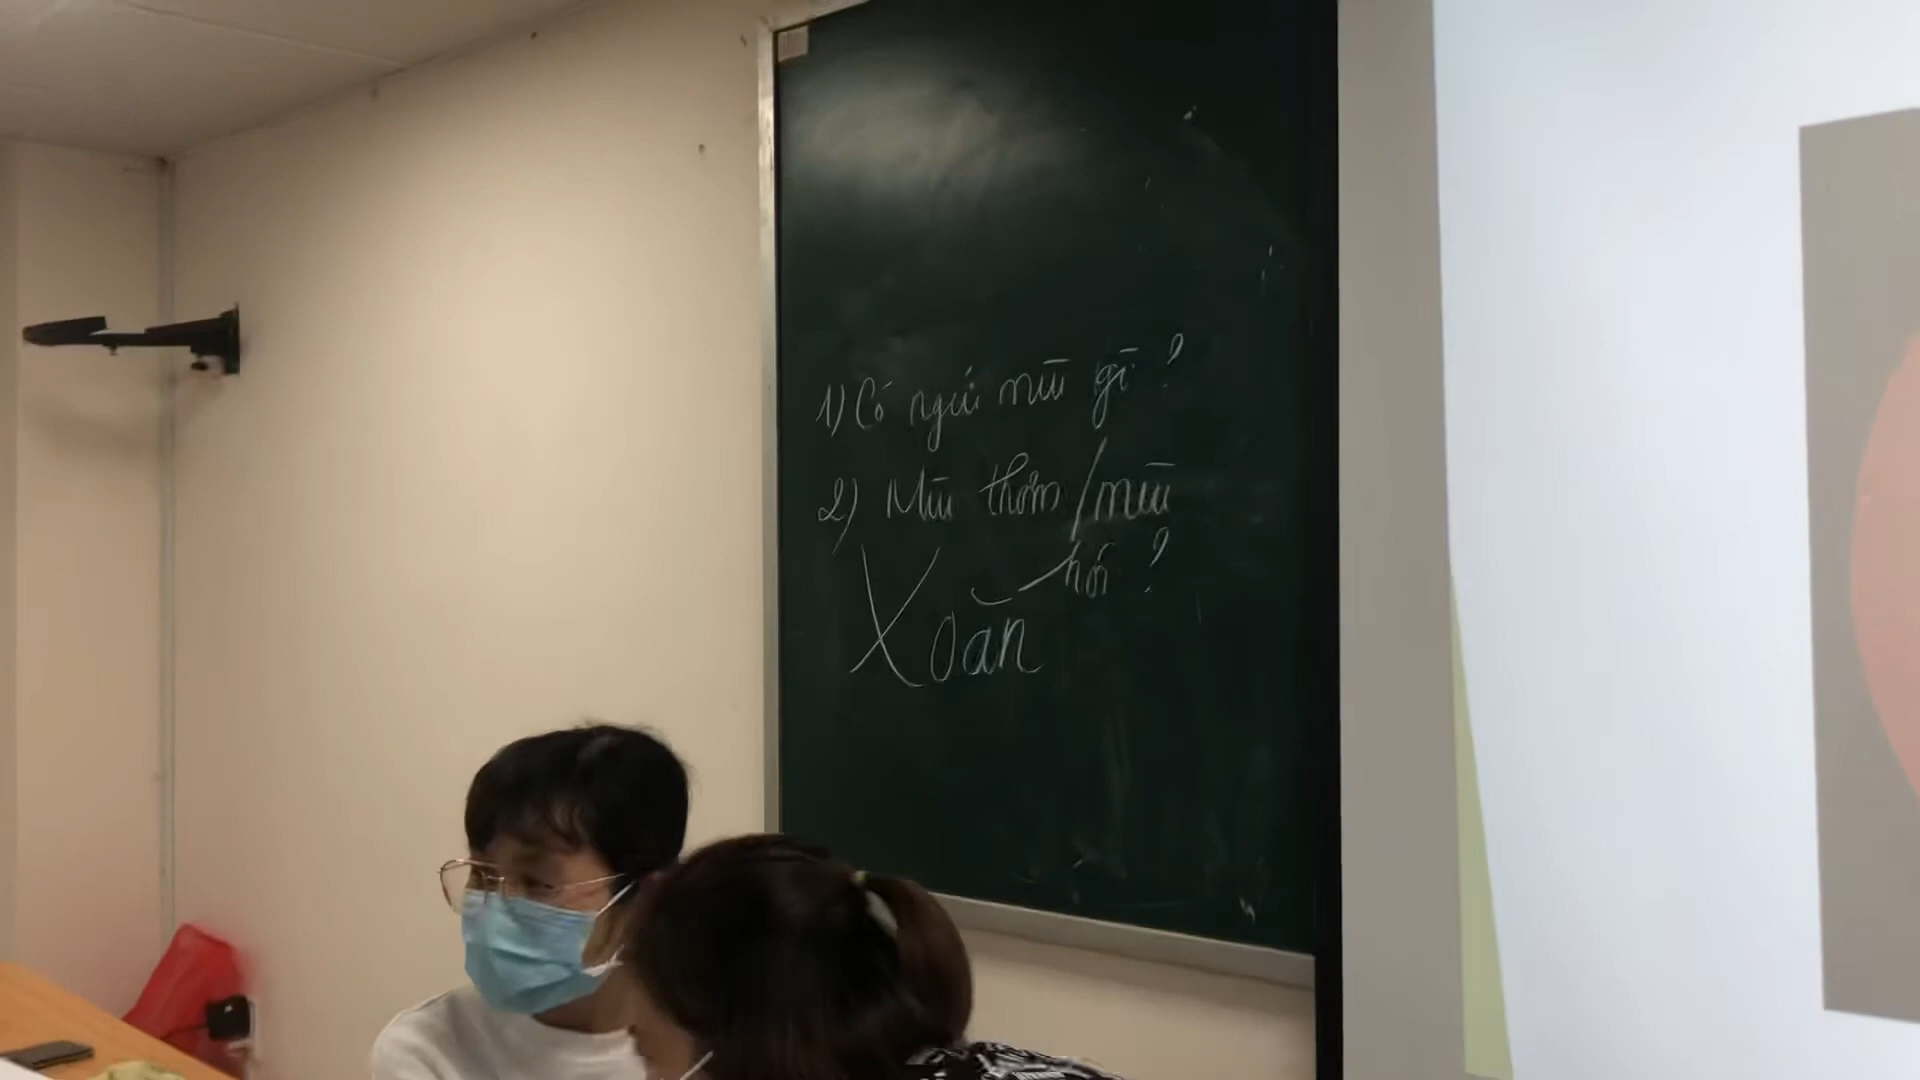 1) Có ngửi mùi gì ?
2) Mùi thơm / mùi
hôi ?
Xoăn